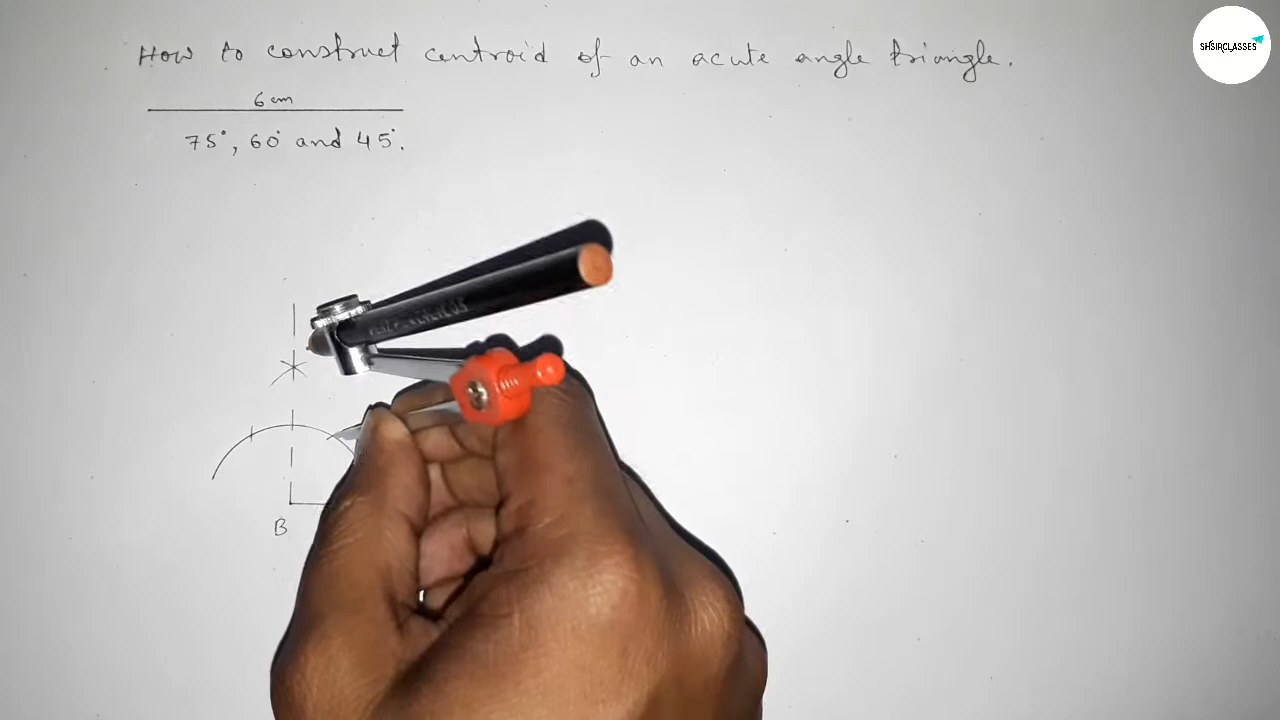 How to construct centroid of an acute angle triangle.
6 cm
75°, 60° and 45°.
B
SHSIRCLASSES